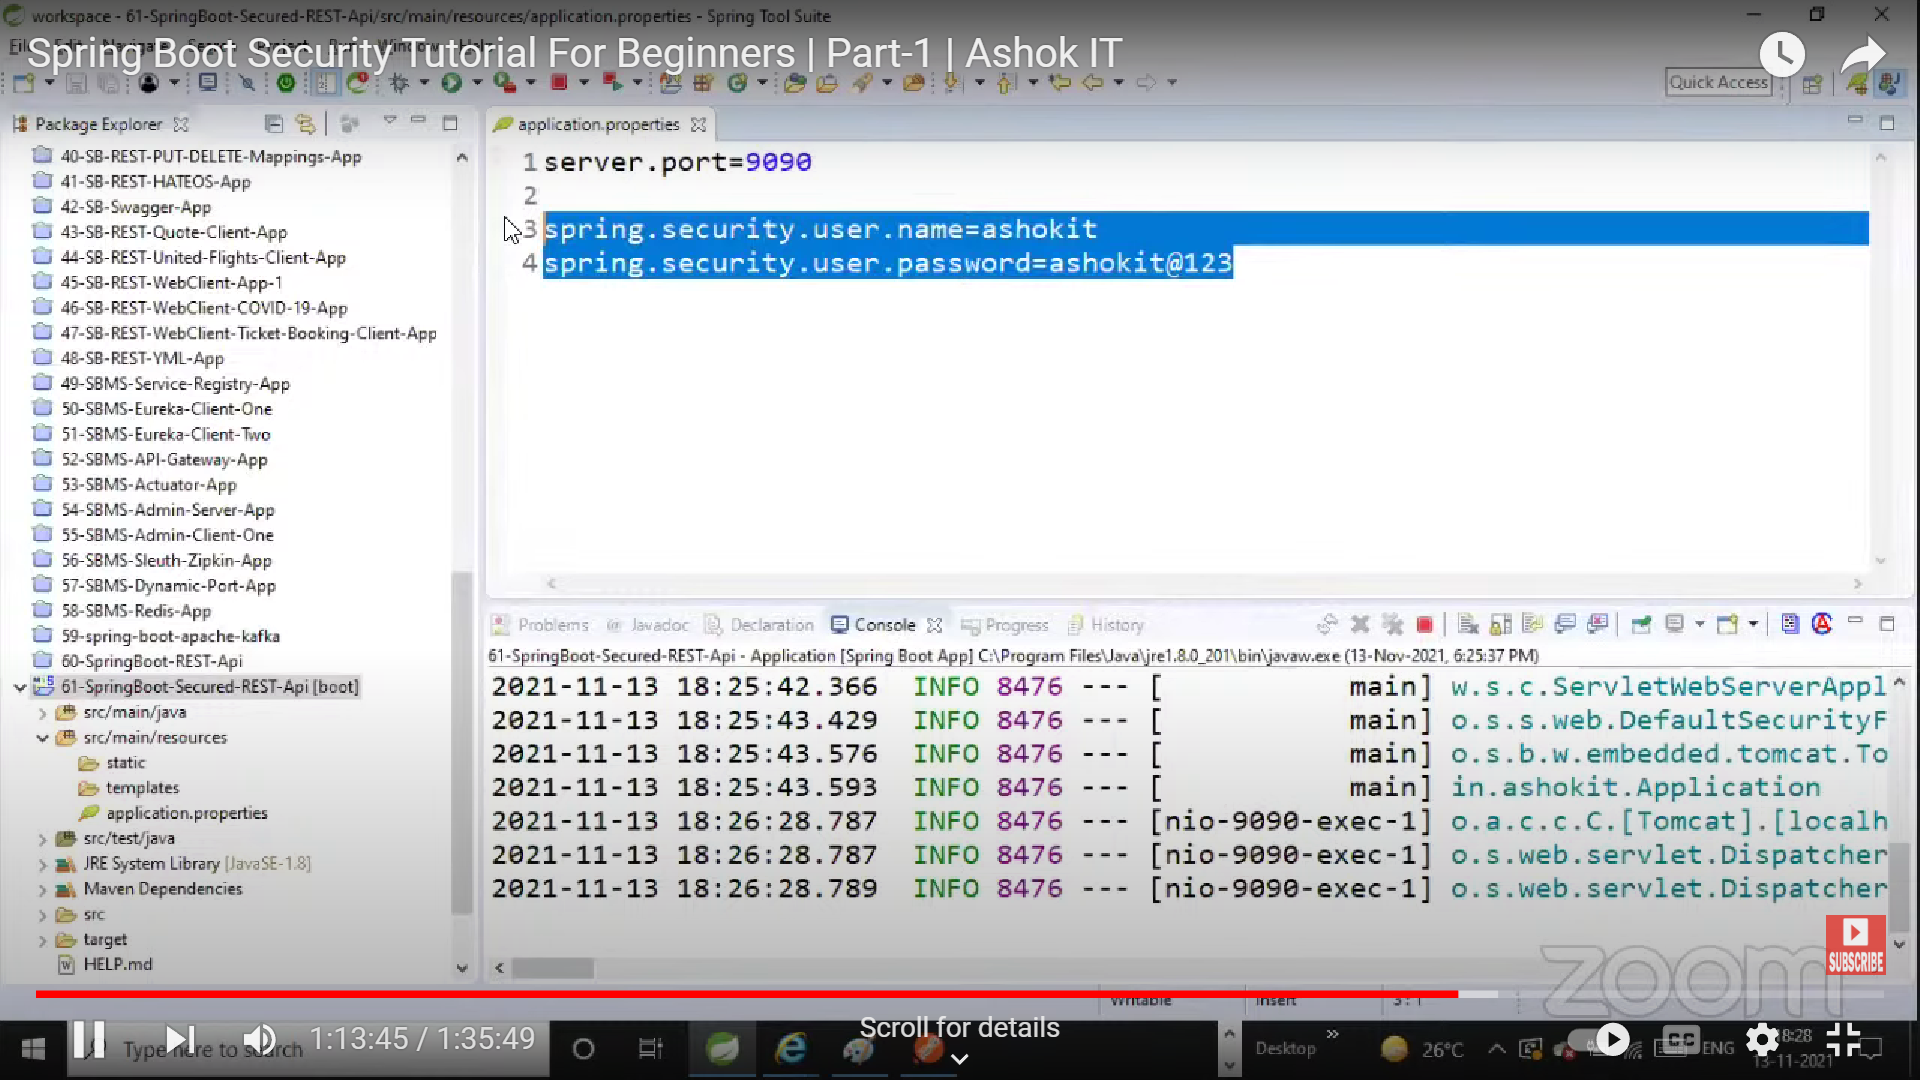 workspace - 61-SpringBoot-Secured-REST-Api/src/main/resources/application.properties - Spring Tool Suite
Spring Boot Security Tutorial For Beginners | Part-1 | Ashok IT
Quick Access
Package Explorer
40-SB-REST-PUT-DELETE-Mappings-App
41-SB-REST-HATEOS-App
42-SB-Swagger-App
43-SB-REST-Quote-Client-App
44-SB-REST-United-Flights-Client-App
45-SB-REST-WebClient-App-1
46-SB-REST-WebClient-COVID-19-App
47-SB-REST-WebClient-Ticket-Booking-Client-App
48-SB-REST-YML-App
49-SBMS-Service-Registry-App
50-SBMS-Eureka-Client-One
51-SBMS-Eureka-Client-Two
52-SBMS-API-Gateway-App
53-SBMS-Actuator-App
54-SBMS-Admin-Server-App
55-SBMS-Admin-Client-One
56-SBMS-Sleuth-Zipkin-App
57-SBMS-Dynamic-Port-App
58-SBMS-Redis-App
59-spring-boot-apache-kafka
60-SpringBoot-REST-Api
61-SpringBoot-Secured-REST-Api [boot]
src/main/java
src/main/resources
static
templates
application.properties
src/test/java
JRE System Library [JavaSE-1.8]
Maven Dependencies
src
target
HELP.md
application.properties
1 server.port=9090
2
3 spring.security.user.name=ashokit
4 spring.security.user.password=ashokit@123
Problems @ Javadoc Declaration Console Progress History
61-SpringBoot-Secured-REST-Api - Application [Spring Boot App] C:\Program Files\Java\jre1.8.0_201\bin\javaw.exe (13-Nov-2021, 6:25:37 PM)
2021-11-13 18:25:42.366 INFO 8476 --- [ main] w.s.c.ServletWebServerAppl
2021-11-13 18:25:43.429 INFO 8476 --- [ main] o.s.s.web.DefaultSecurityF
2021-11-13 18:25:43.576 INFO 8476 --- [ main] o.s.b.w.embedded.tomcat.To
2021-11-13 18:25:43.593 INFO 8476 --- [ main] in.ashokit.Application
2021-11-13 18:26:28.787 INFO 8476 --- [nio-9090-exec-1] o.a.c.c.C.[Tomcat].[localh
2021-11-13 18:26:28.787 INFO 8476 --- [nio-9090-exec-1] o.s.web.servlet.Dispatcher
2021-11-13 18:26:28.789 INFO 8476 --- [nio-9090-exec-1] o.s.web.servlet.Dispatcher
SUBSCRIBE
zoom
Writable Insert 3 : 1
1:13:45 / 1:35:49
Scroll for details
Type here to search
Desktop
26°C
CC
ENG
18:28
13-11-2021